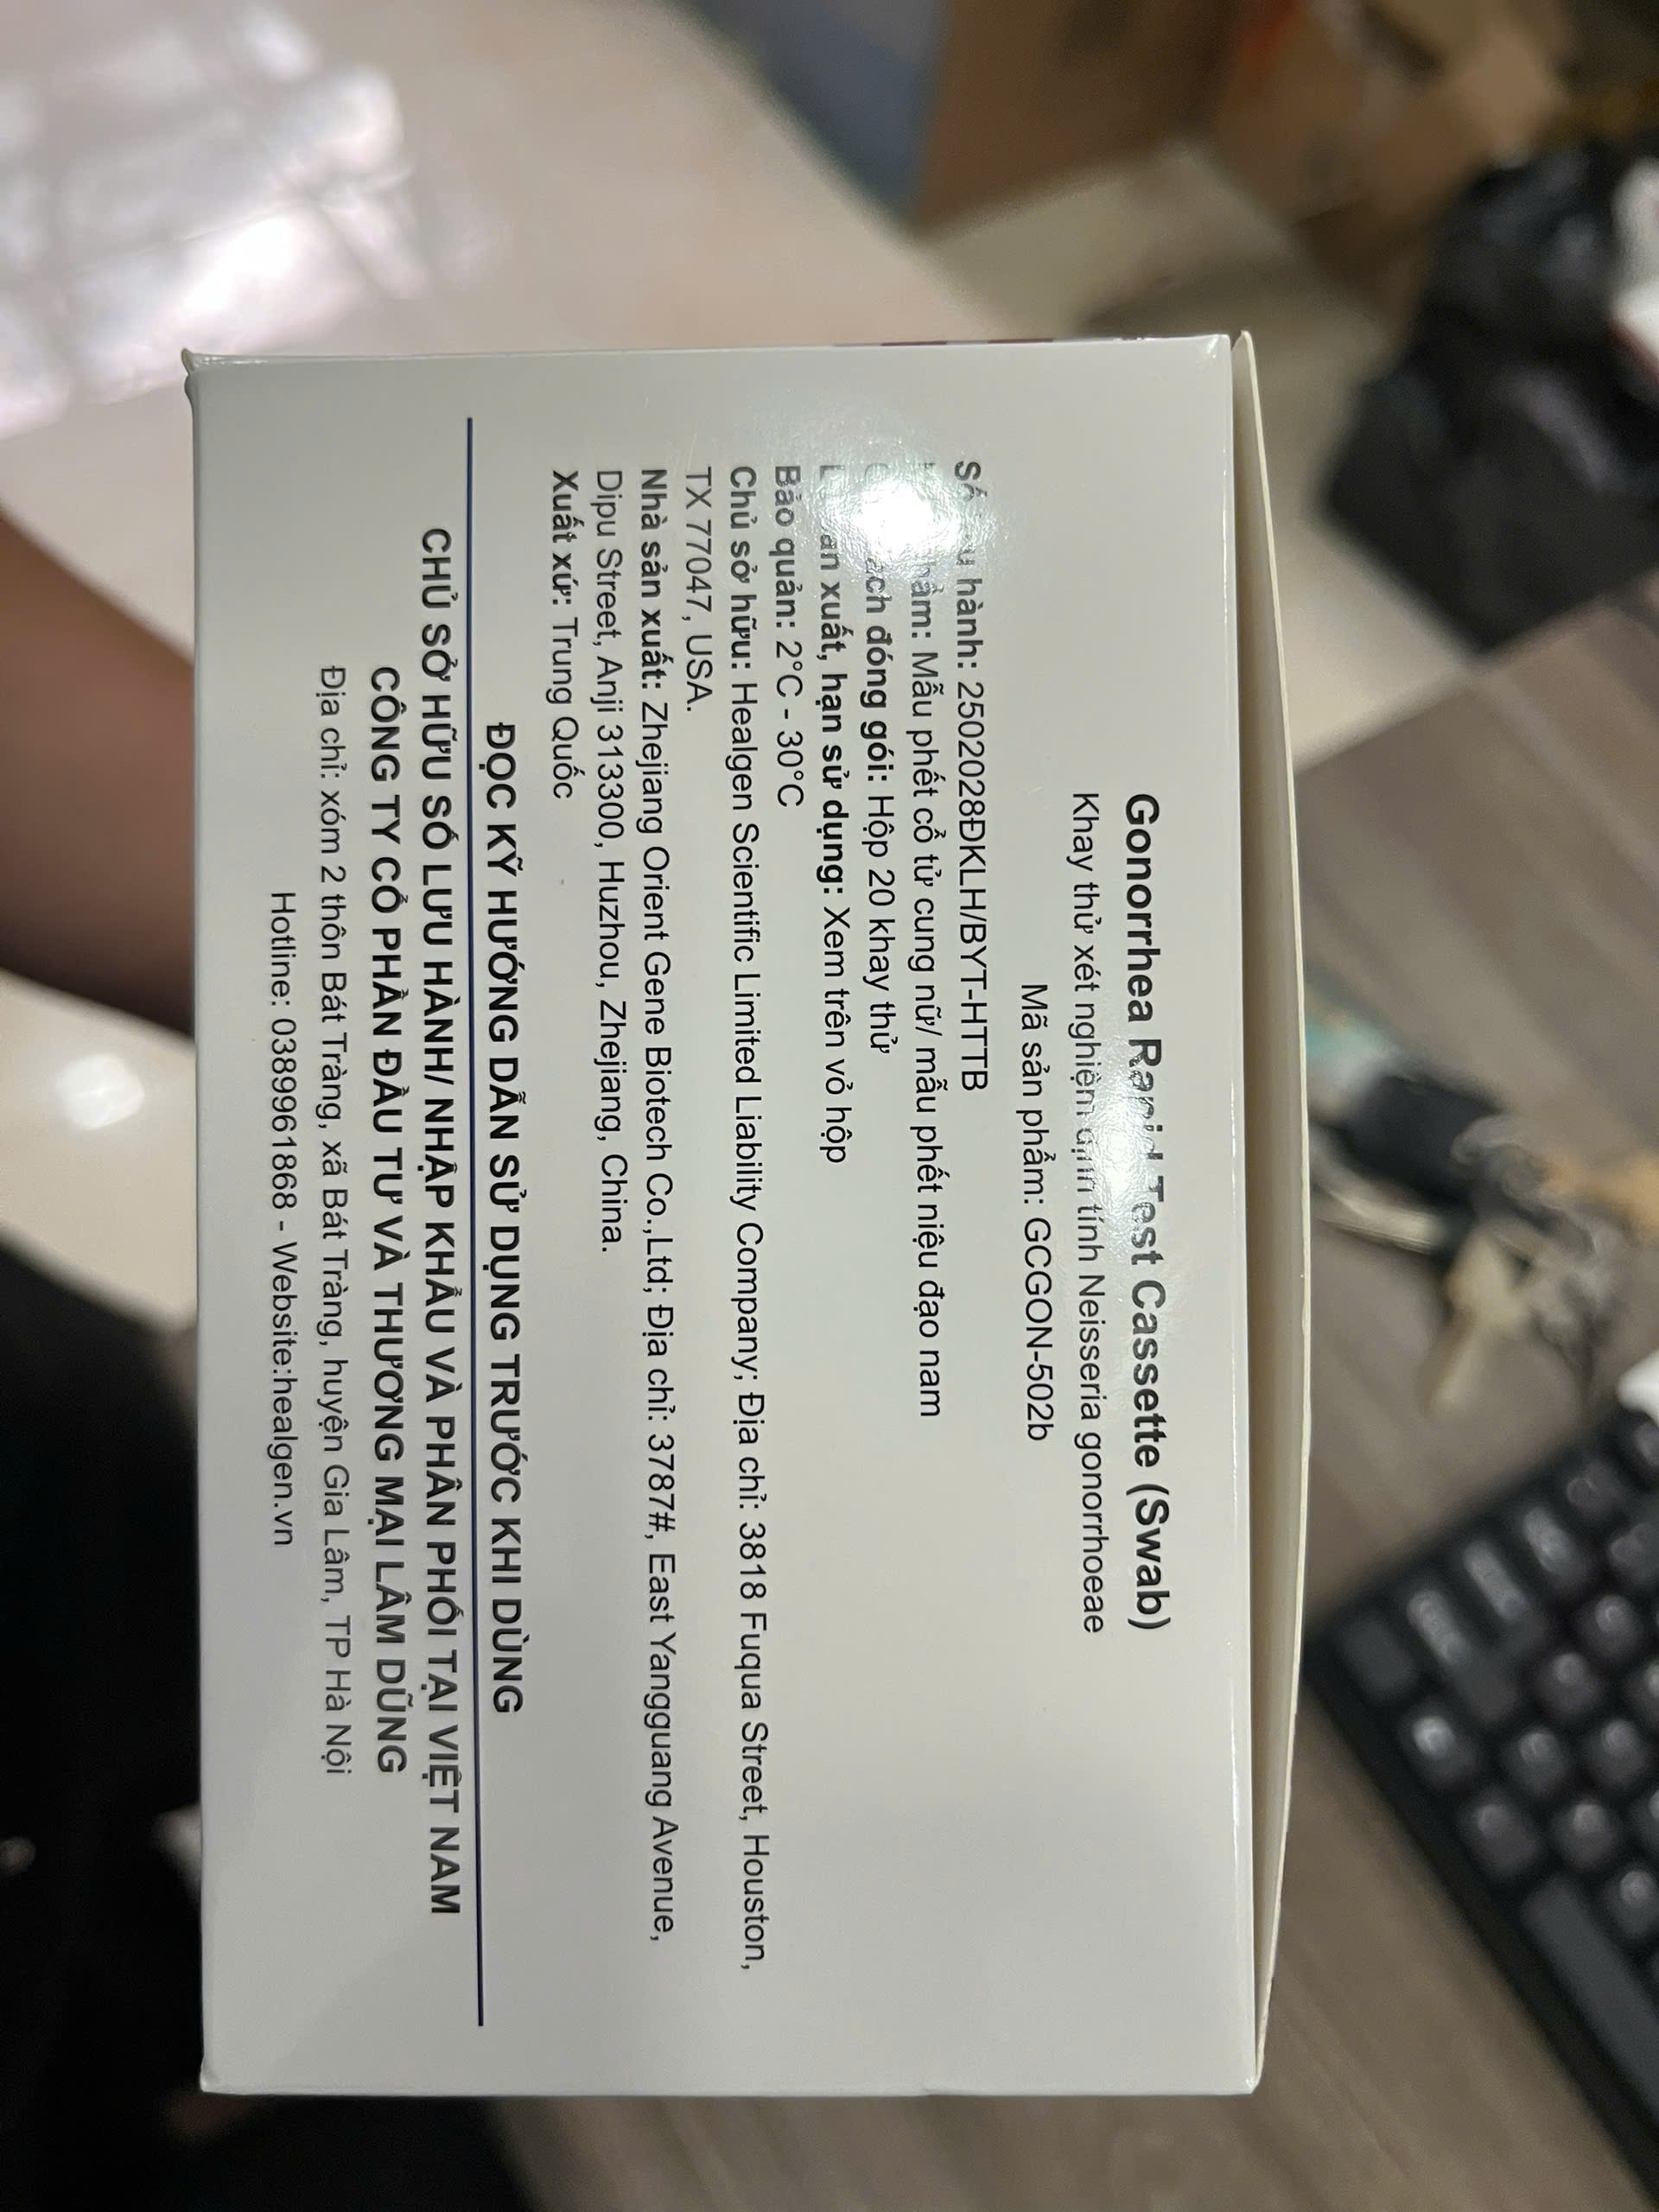 Gonorrhea Rapid Test Cassette (Swab)
Khay thử xét nghiệm định tính Neisseria gonorrhoeae
Mã sản phẩm: GCGON-502b
hành: 2502028ĐKLH/BYT-HTTB
Mẫu phết cổ tử cung nữ/ mẫu phết niệu đạo nam
đóng gói: Hộp 20 khay thử
xuất, hạn sử dụng: Xem trên vỏ hộp
Bảo quản: 2°C - 30°C
Chủ sở hữu: Healgen Scientific Limited Liability Company; Địa chỉ: 3818 Fuqua Street, Houston,
TX 77047, USA.
Nhà sản xuất: Zhejiang Orient Gene Biotech Co.,Ltd; Địa chỉ: 3787#, East Yangguang Avenue,
Dipu Street, Anji 313300, Huzhou, Zhejiang, China.
Xuất xứ: Trung Quốc
ĐỌC KỸ HƯỚNG DẪN SỬ DỤNG TRƯỚC KHI DÙNG
CHỦ SỞ HỮU SỐ LƯU HÀNH/ NHẬP KHẨU VÀ PHÂN PHỐI TẠI VIỆT NAM
CÔNG TY CỔ PHẦN ĐẦU TƯ VÀ THƯƠNG MẠI LÂM DŨNG
Địa chỉ: xóm 2 thôn Bát Tràng, xã Bát Tràng, huyện Gia Lâm, TP Hà Nội
Hotline: 0389961868 - Website:healgen.vn